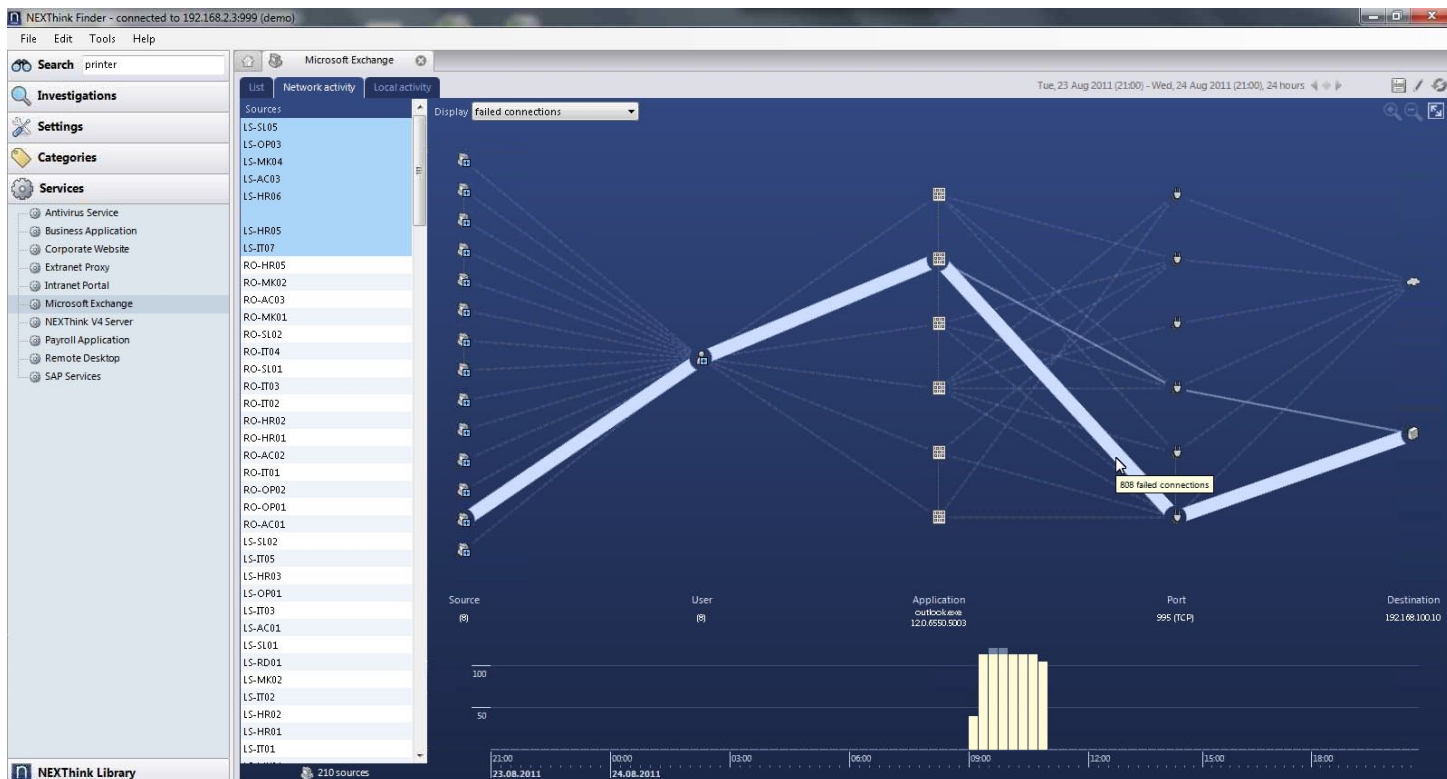 NEXThink Finder - connected to 192.168.2.3:999 (demo)
File Edit Tools Help
Search printer
Investigations
Settings
Categories
Services
Antivirus Service
Business Application
Corporate Website
Extranet Proxy
Intranet Portal
Microsoft Exchange
NEXThink V4 Server
Payroll Application
Remote Desktop
SAP Services
NEXThink Library
Microsoft Exchange
List Network activity Local activity
Tue, 23 Aug 2011 (21:00) - Wed, 24 Aug 2011 (21:00), 24 hours
Sources
LS-SL05
LS-OP03
LS-MK04
LS-AC03
LS-HR06
LS-HR05
LS-IT07
RO-HR05
RO-MK02
RO-AC03
RO-MK01
RO-SL02
RO-IT04
RO-SL01
RO-IT03
RO-IT02
RO-HR02
RO-HR01
RO-AC02
RO-IT01
RO-OP02
RO-OP01
RO-AC01
LS-SL02
LS-IT05
LS-HR03
LS-OP01
LS-IT03
LS-AC01
LS-SL01
LS-RD01
LS-MK02
LS-IT02
LS-HR02
LS-HR01
LS-IT01
210 sources
Display failed connections
808 failed connections
Source User Application Port Destination
(8) (8) outlook.exe 995 (TCP) 192.168.100.10
12.0.6550.5003
100
50
21:00 00:00 03:00 06:00 09:00 12:00 15:00 18:00
23.08.2011 24.08.2011